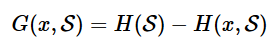 G(x, 𝒮) = H(𝒮) − H(x, 𝒮)